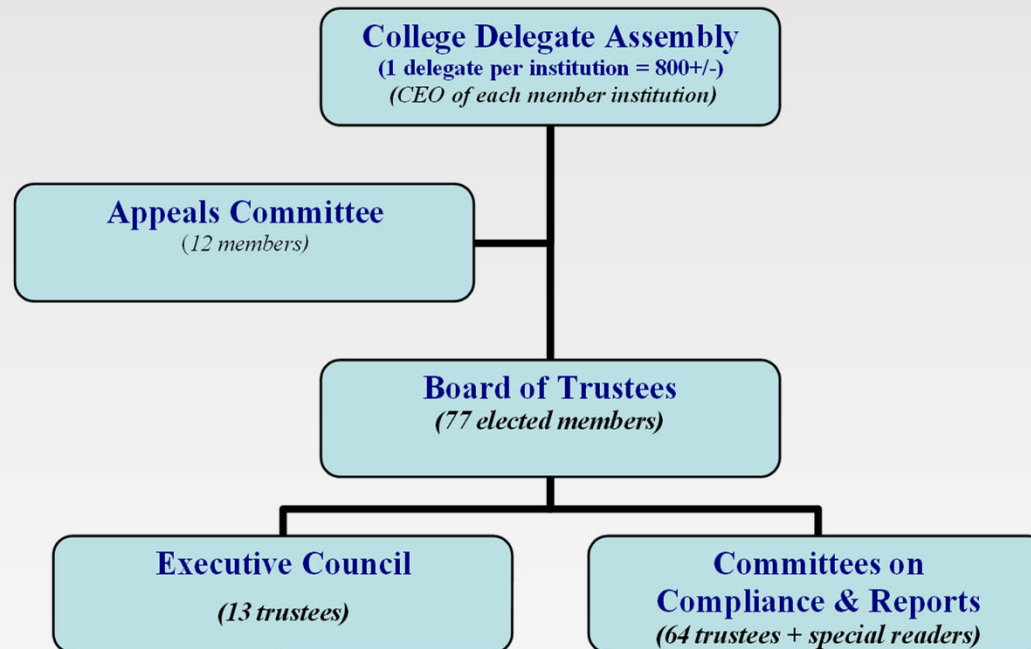 College Delegate Assembly
(1 delegate per institution = 800+/-)
(CEO of each member institution)
Appeals Committee
(12 members)
Board of Trustees
(77 elected members)
Executive Council
(13 trustees)
Committees on
Compliance & Reports
(64 trustees + special readers)